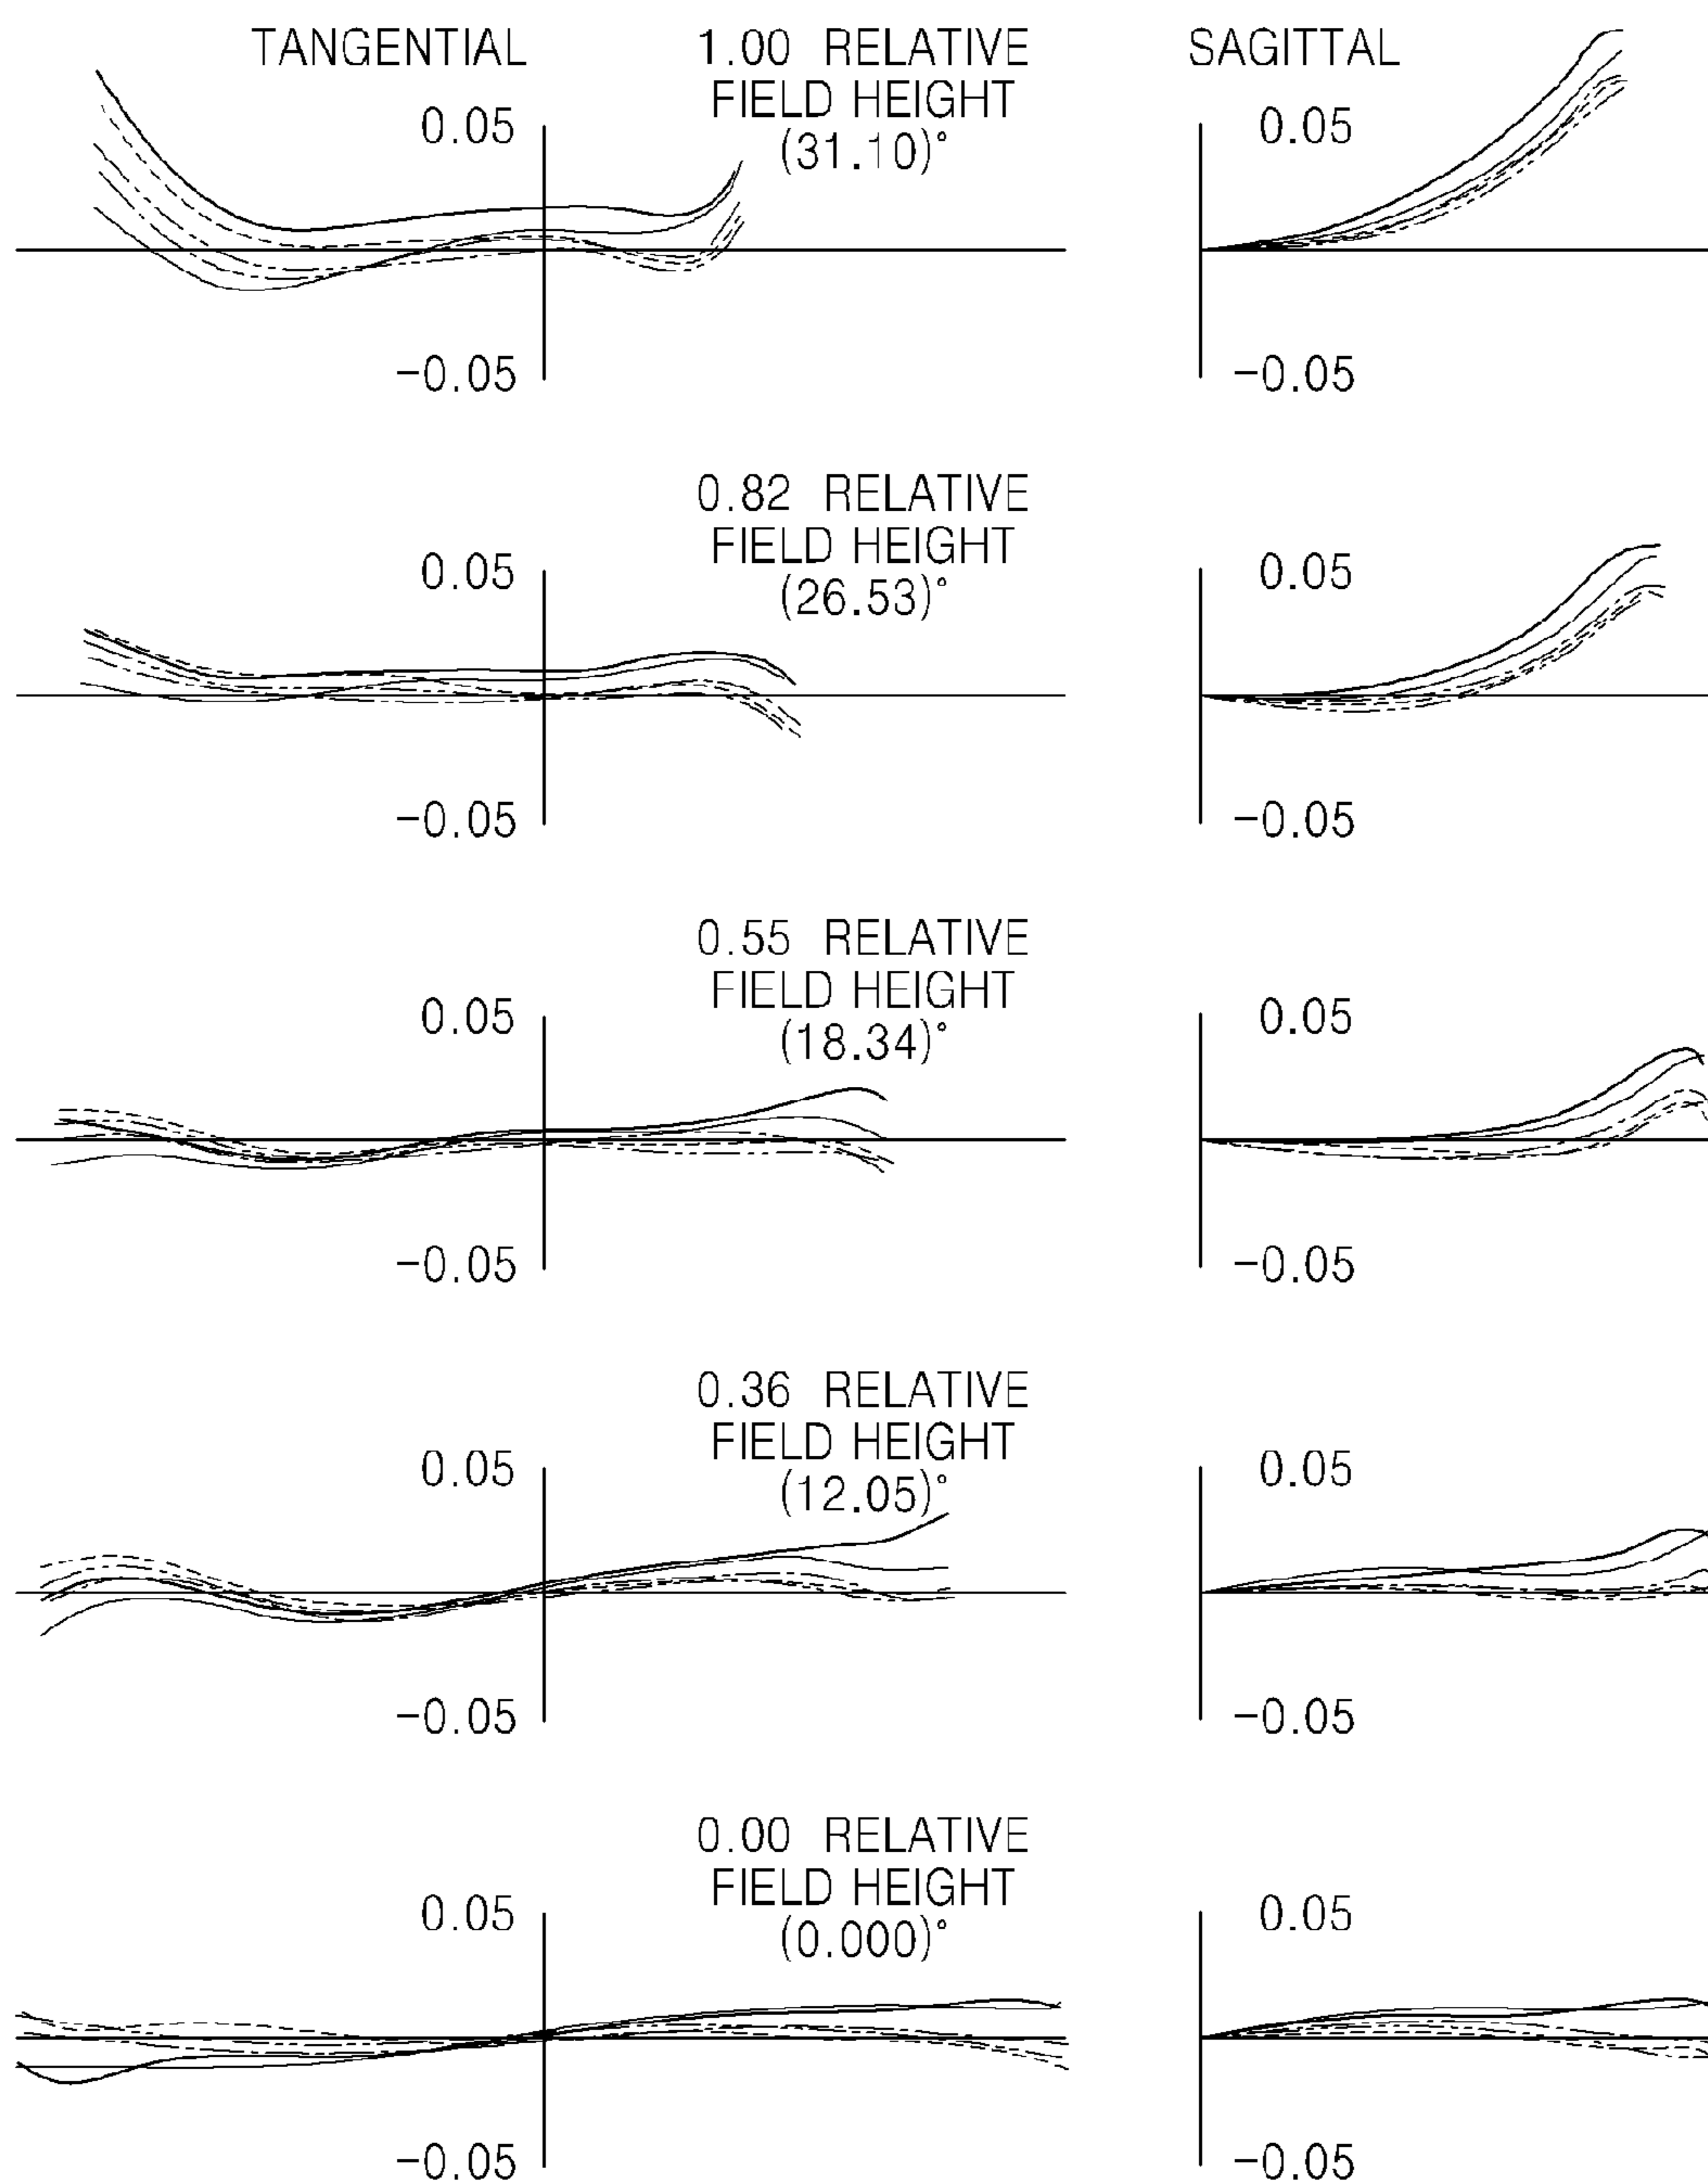 TANGENTIAL
1.00 RELATIVE
FIELD HEIGHT
(31.10)°
SAGITTAL
0.05
0.05
-0.05
-0.05
0.82 RELATIVE
FIELD HEIGHT
(26.53)°
0.05
0.05
-0.05
-0.05
0.55 RELATIVE
FIELD HEIGHT
(18.34)°
0.05
0.05
-0.05
-0.05
0.36 RELATIVE
FIELD HEIGHT
(12.05)°
0.05
0.05
-0.05
-0.05
0.00 RELATIVE
FIELD HEIGHT
(0.000)°
0.05
0.05
-0.05
-0.05